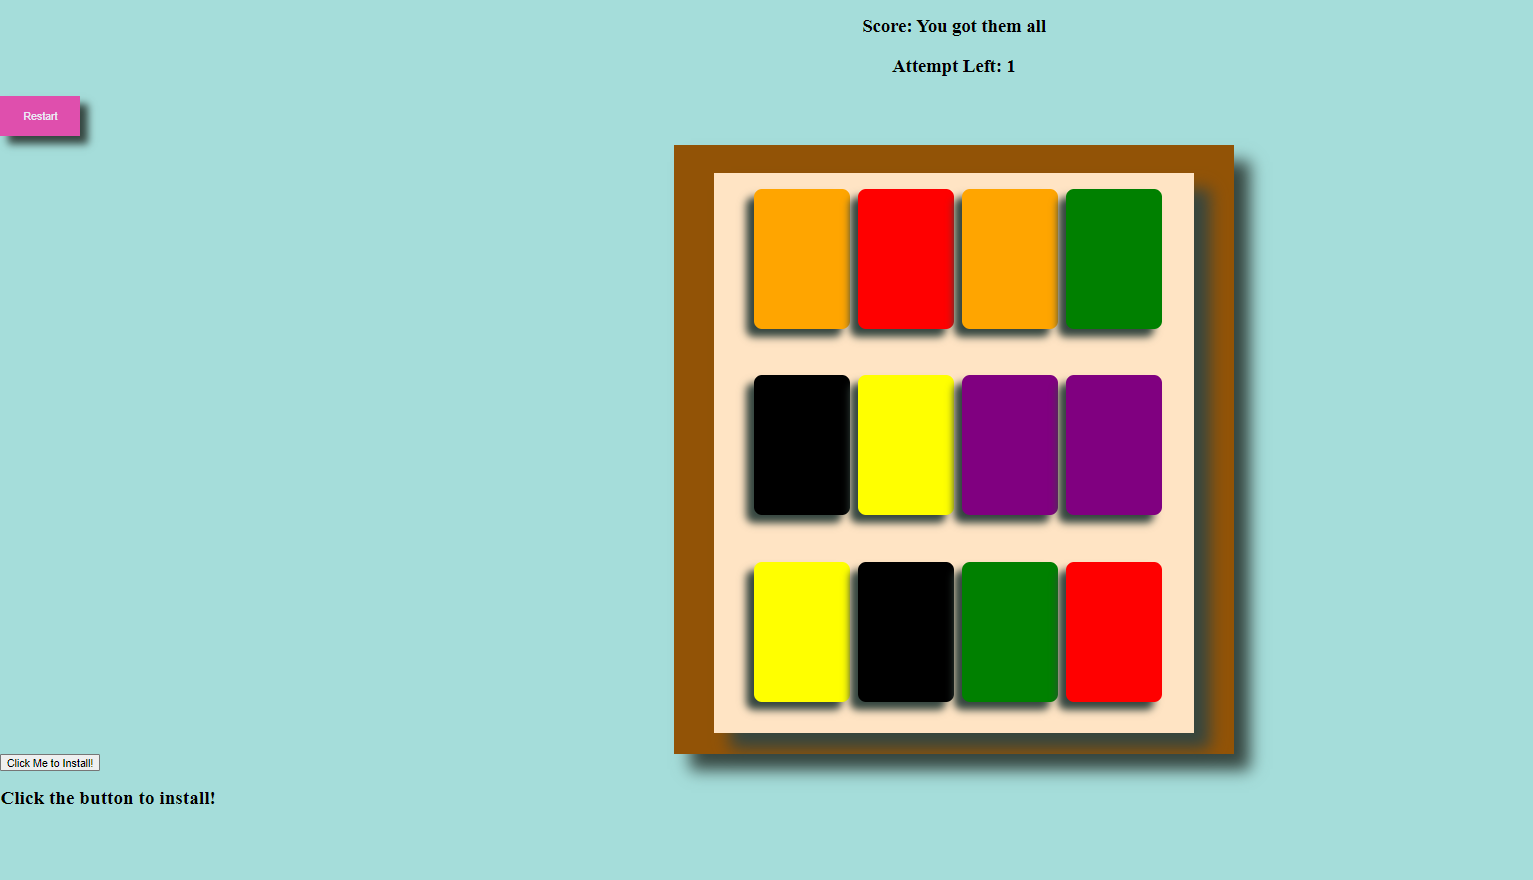 Score: You got them all
Attempt Left: 1
Restart
Click Me to Install!
Click the button to install!